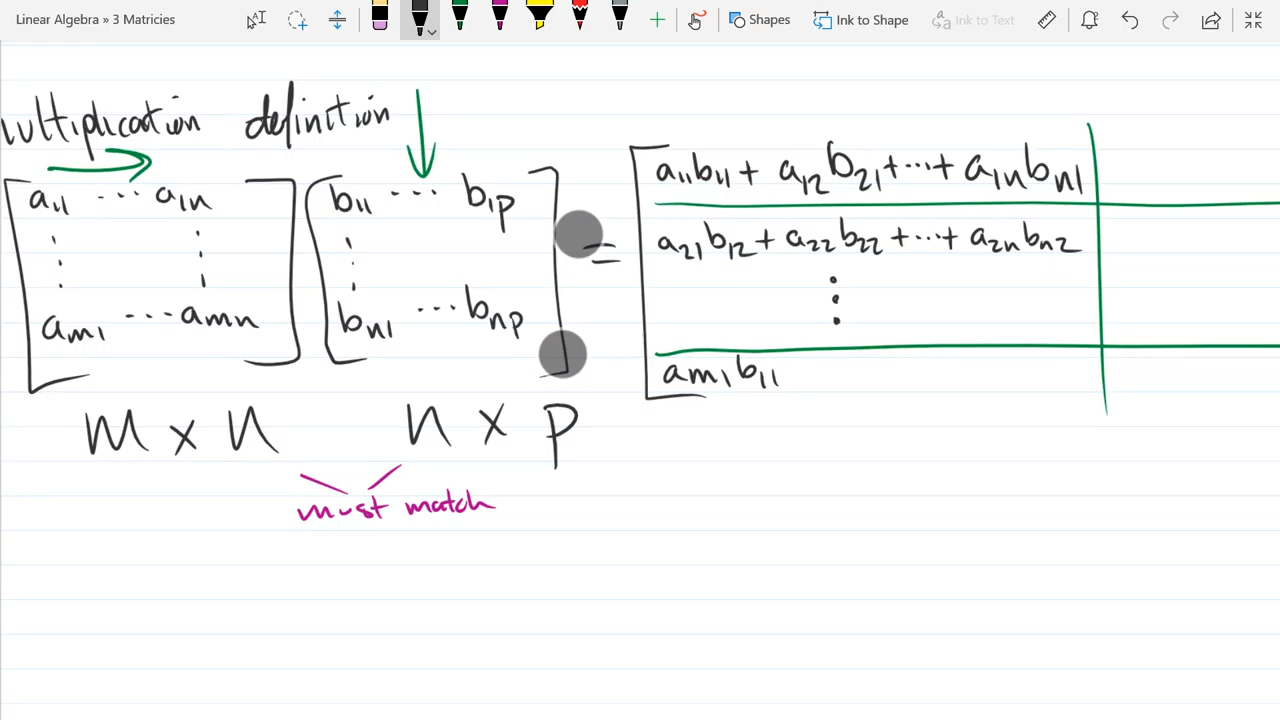 Linear Algebra » 3 Matricies Shapes Ink to Shape Ink to Text
ultiplication definition
a11 ··· a1n b11 ··· b1p = a11b11 + a12b21 + ··· + a1nbn1
⋮ ⋮ ⋮ a21b12 + a22b22 + ··· + a2nbn2
am1 ··· amn bn1 ··· bnp ⋮
am1b11
m × n n × p
must match